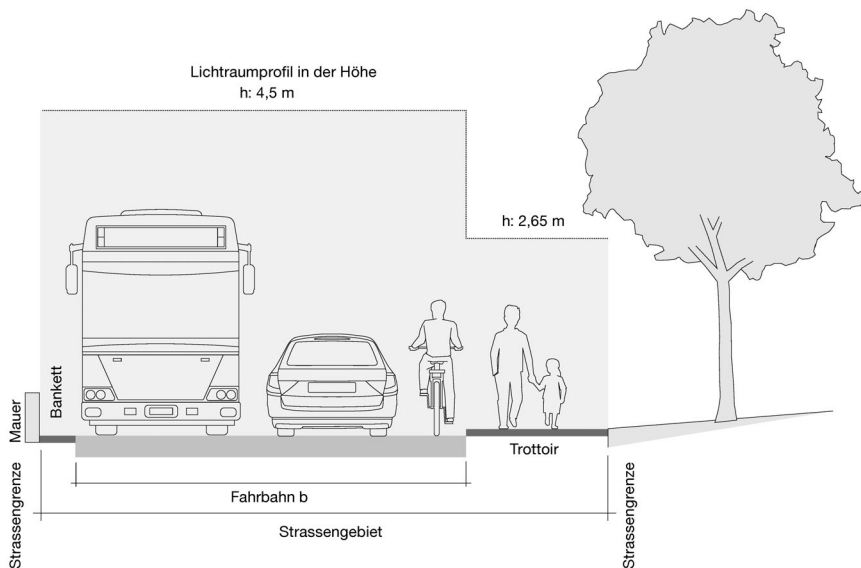 Lichtraumprofil in der Höhe
h: 4,5 m
h: 2,65 m
Bankett
Mauer
Trottoir
Fahrbahn b
Strassengebiet
Strassengrenze
Strassengrenze